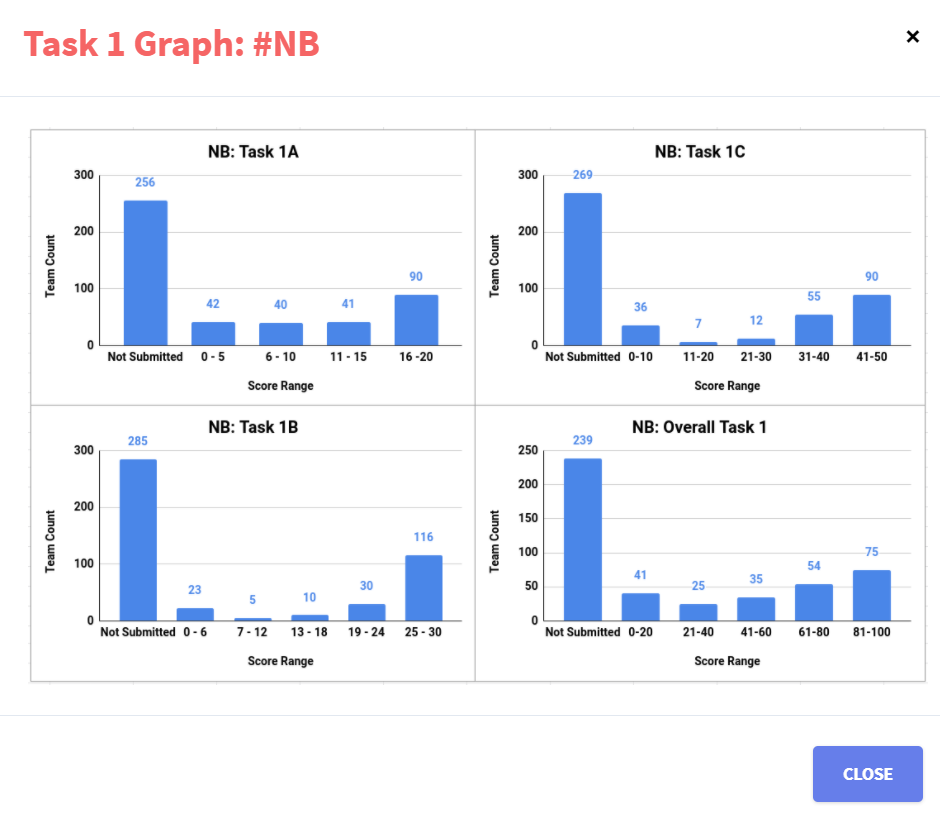 Task 1 Graph: #NB
×
NB: Task 1A
300
200
100
0
Team Count
256
42
40
41
90
Not Submitted 0 - 5 6 - 10 11 - 15 16 -20
Score Range
NB: Task 1C
300
200
100
0
Team Count
269
36
7
12
55
90
Not Submitted 0-10 11-20 21-30 31-40 41-50
Score Range
NB: Task 1B
300
200
100
0
Team Count
285
23
5
10
30
116
Not Submitted 0 - 6 7 - 12 13 - 18 19 - 24 25 - 30
Score Range
NB: Overall Task 1
250
200
150
100
50
0
Team Count
239
41
25
35
54
75
Not Submitted 0-20 21-40 41-60 61-80 81-100
Score Range
CLOSE